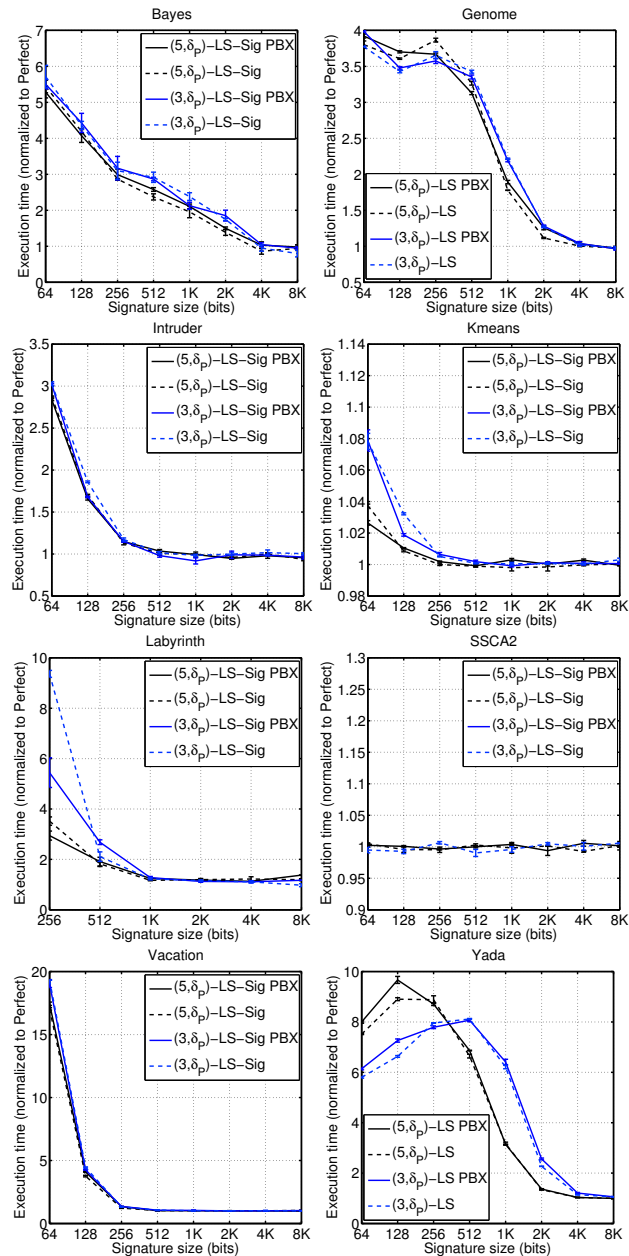 Bayes
Execution time (normalized to Perfect)
7
6
5
4
3
2
1
0
(5,δP)−LS−Sig PBX
(5,δP)−LS−Sig
(3,δP)−LS−Sig PBX
(3,δP)−LS−Sig
64 128 256 512 1K 2K 4K 8K
Signature size (bits)
Genome
Execution time (normalized to Perfect)
4
3.5
3
2.5
2
1.5
1
0.5
(5,δP)−LS PBX
(5,δP)−LS
(3,δP)−LS PBX
(3,δP)−LS
64 128 256 512 1K 2K 4K 8K
Signature size (bits)
Intruder
Execution time (normalized to Perfect)
3.5
3
2.5
2
1.5
1
0.5
(5,δP)−LS−Sig PBX
(5,δP)−LS−Sig
(3,δP)−LS−Sig PBX
(3,δP)−LS−Sig
64 128 256 512 1K 2K 4K 8K
Signature size (bits)
Kmeans
Execution time (normalized to Perfect)
1.14
1.12
1.1
1.08
1.06
1.04
1.02
1
0.98
(5,δP)−LS−Sig PBX
(5,δP)−LS−Sig
(3,δP)−LS−Sig PBX
(3,δP)−LS−Sig
64 128 256 512 1K 2K 4K 8K
Signature size (bits)
Labyrinth
Execution time (normalized to Perfect)
10
8
6
4
2
0
(5,δP)−LS−Sig PBX
(5,δP)−LS−Sig
(3,δP)−LS−Sig PBX
(3,δP)−LS−Sig
256 512 1K 2K 4K 8K
Signature size (bits)
SSCA2
Execution time (normalized to Perfect)
1.3
1.25
1.2
1.15
1.1
1.05
1
0.95
0.9
(5,δP)−LS−Sig PBX
(5,δP)−LS−Sig
(3,δP)−LS−Sig PBX
(3,δP)−LS−Sig
64 128 256 512 1K 2K 4K 8K
Signature size (bits)
Vacation
Execution time (normalized to Perfect)
20
15
10
5
1
0
(5,δP)−LS−Sig PBX
(5,δP)−LS−Sig
(3,δP)−LS−Sig PBX
(3,δP)−LS−Sig
64 128 256 512 1K 2K 4K 8K
Signature size (bits)
Yada
Execution time (normalized to Perfect)
10
8
6
4
2
0
(5,δP)−LS PBX
(5,δP)−LS
(3,δP)−LS PBX
(3,δP)−LS
64 128 256 512 1K 2K 4K 8K
Signature size (bits)